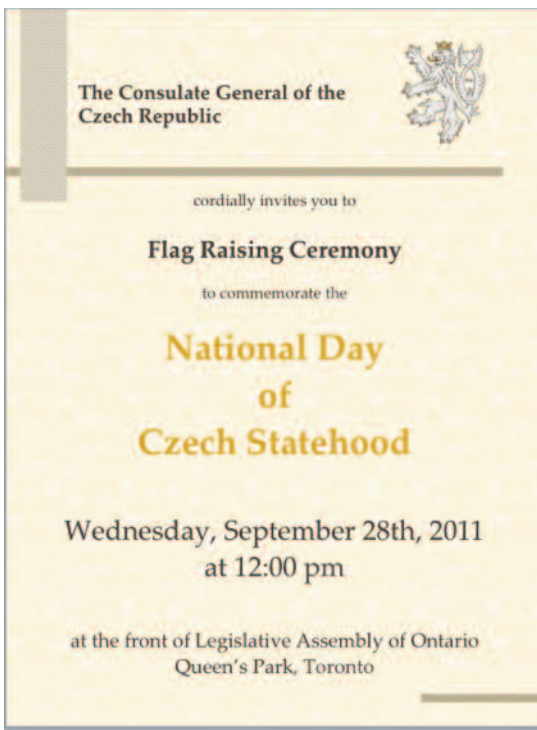 The Consulate General of the
Czech Republic
cordially invites you to
Flag Raising Ceremony
to commemorate the
National Day
of
Czech Statehood
Wednesday, September 28th, 2011
at 12:00 pm
at the front of Legislative Assembly of Ontario
Queen's Park, Toronto